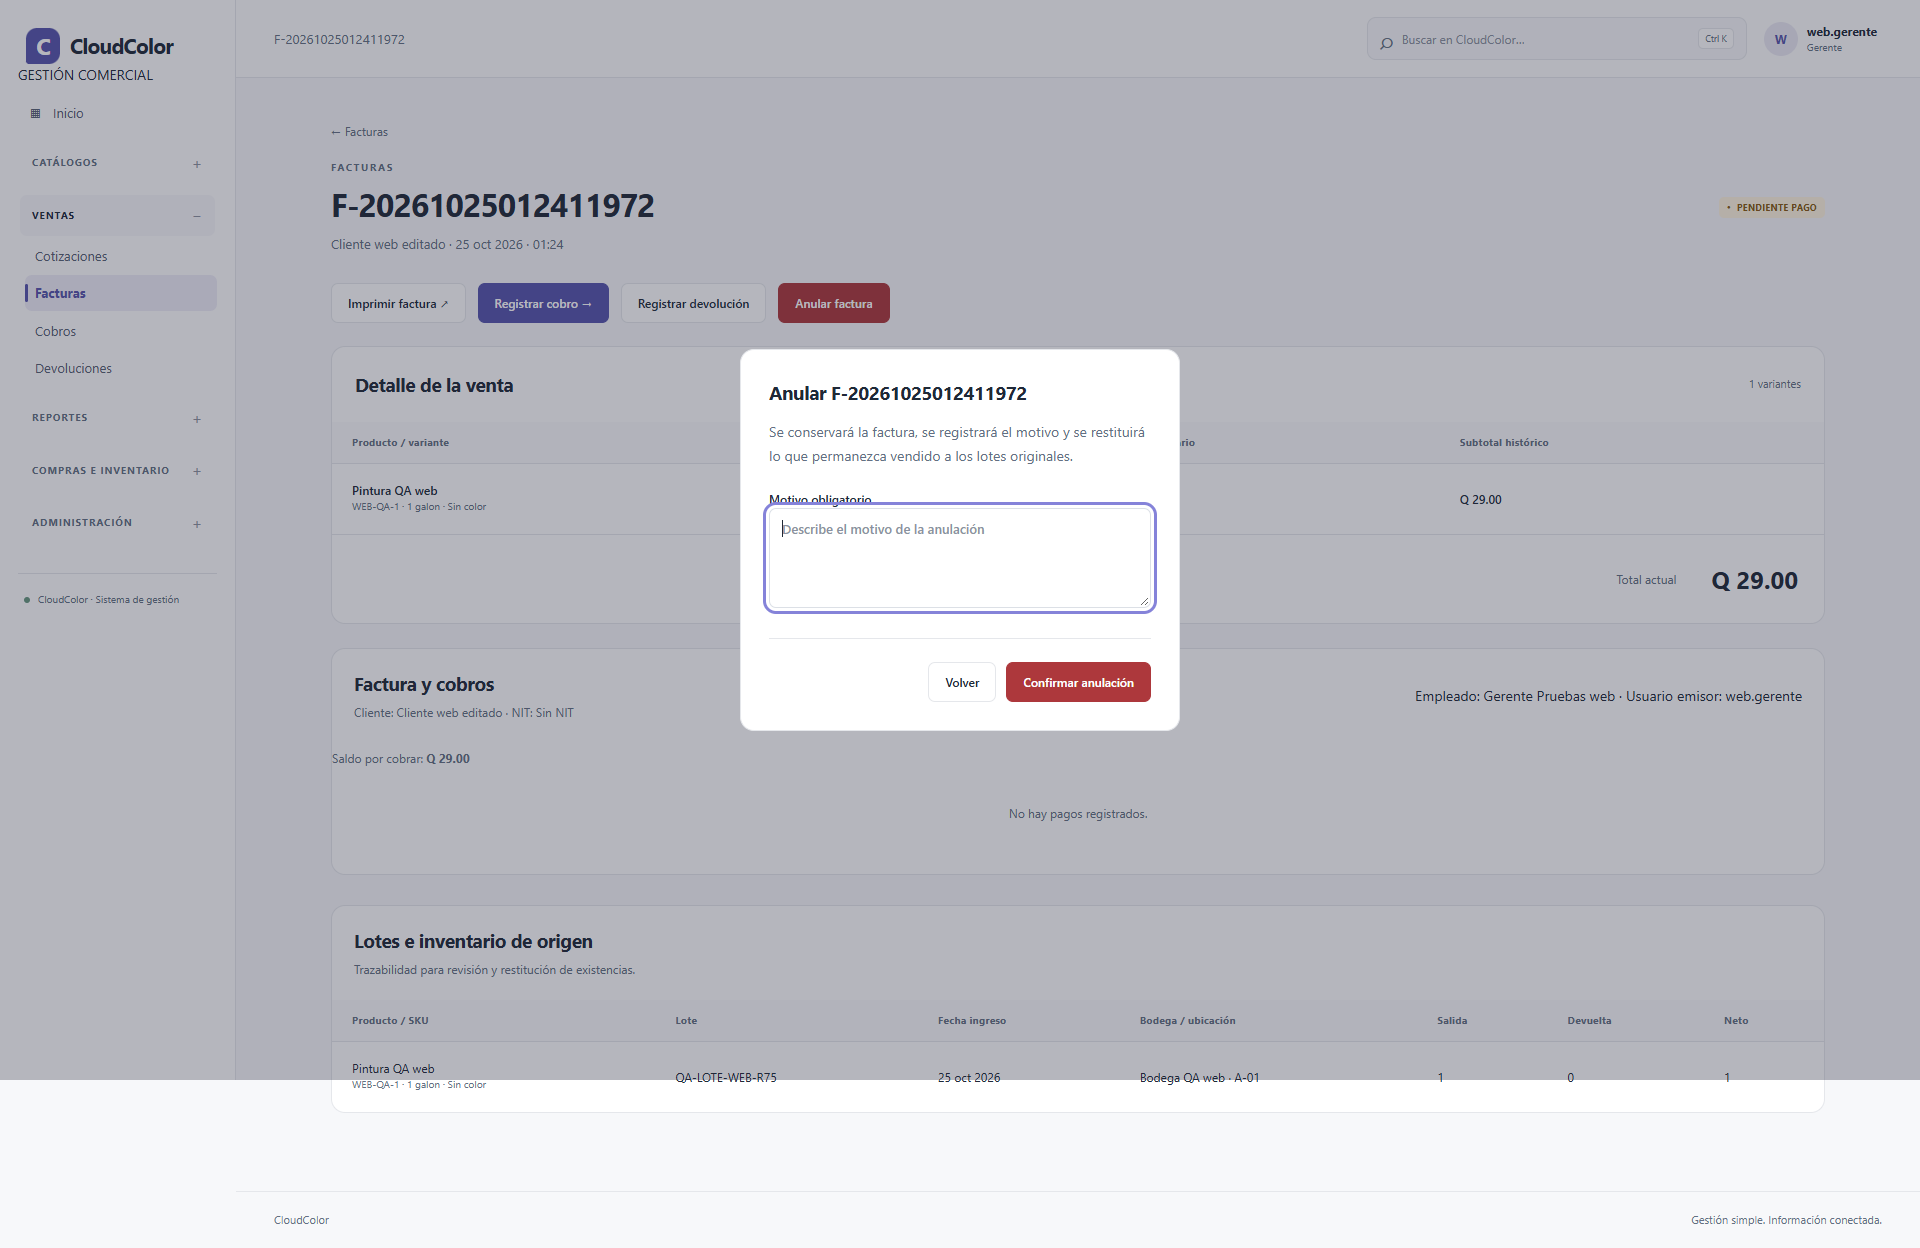 C CloudColor
GESTIÓN COMERCIAL
Inicio
CATÁLOGOS +
VENTAS −
Cotizaciones
Facturas
Cobros
Devoluciones
REPORTES +
COMPRAS E INVENTARIO +
ADMINISTRACIÓN +
CloudColor · Sistema de gestión
F-20261025012411972
Buscar en CloudColor... Ctrl K
W web.gerente
Gerente
← Facturas
FACTURAS
F-20261025012411972
• PENDIENTE PAGO
Cliente web editado · 25 oct 2026 · 01:24
Imprimir factura ↗ Registrar cobro → Registrar devolución Anular factura
Detalle de la venta 1 variantes
Producto / variante Subtotal histórico
Pintura QA web
WEB-QA-1 · 1 galon · Sin color
Q 29.00
Total actual Q 29.00
Anular F-20261025012411972
Se conservará la factura, se registrará el motivo y se restituirá
lo que permanezca vendido a los lotes originales.
Motivo obligatorio
Describe el motivo de la anulación
Volver Confirmar anulación
Factura y cobros
Cliente: Cliente web editado · NIT: Sin NIT
Empleado: Gerente Pruebas web · Usuario emisor: web.gerente
Saldo por cobrar: Q 29.00
No hay pagos registrados.
Lotes e inventario de origen
Trazabilidad para revisión y restitución de existencias.
Producto / SKU Lote Fecha ingreso Bodega / ubicación Salida Devuelta Neto
Pintura QA web
WEB-QA-1 · 1 galon · Sin color
QA-LOTE-WEB-R75 25 oct 2026 Bodega QA web · A-01 1 0 1
CloudColor
Gestión simple. Información conectada.